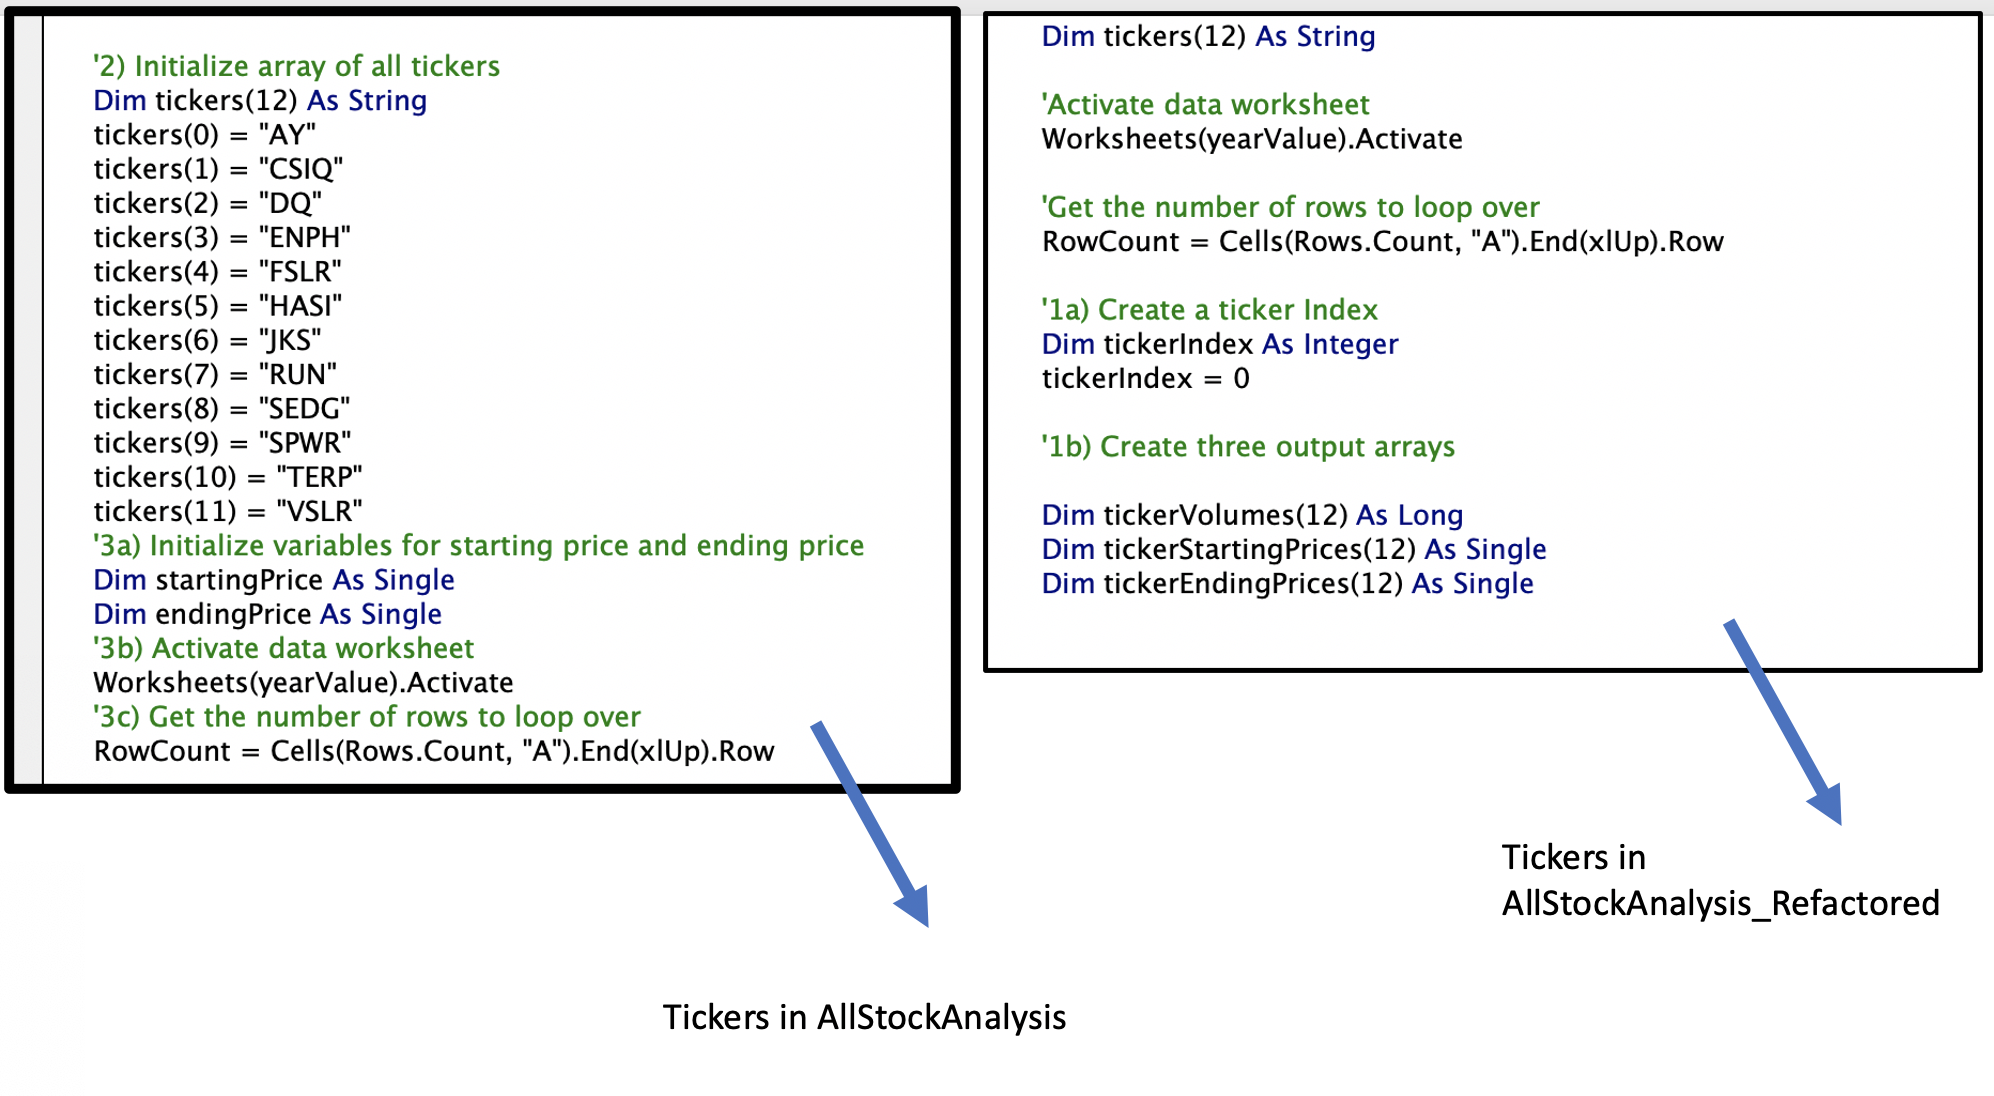 '2) Initialize array of all tickers
Dim tickers(12) As String
tickers(0) = "AY"
tickers(1) = "CSIQ"
tickers(2) = "DQ"
tickers(3) = "ENPH"
tickers(4) = "FSLR"
tickers(5) = "HASI"
tickers(6) = "JKS"
tickers(7) = "RUN"
tickers(8) = "SEDG"
tickers(9) = "SPWR"
tickers(10) = "TERP"
tickers(11) = "VSLR"
'3a) Initialize variables for starting price and ending price
Dim startingPrice As Single
Dim endingPrice As Single
'3b) Activate data worksheet
Worksheets(yearValue).Activate
'3c) Get the number of rows to loop over
RowCount = Cells(Rows.Count, "A").End(xlUp).Row
Tickers in AllStockAnalysis
Dim tickers(12) As String
'Activate data worksheet
Worksheets(yearValue).Activate
'Get the number of rows to loop over
RowCount = Cells(Rows.Count, "A").End(xlUp).Row
'1a) Create a ticker Index
Dim tickerIndex As Integer
tickerIndex = 0
'1b) Create three output arrays
Dim tickerVolumes(12) As Long
Dim tickerStartingPrices(12) As Single
Dim tickerEndingPrices(12) As Single
Tickers in
AllStockAnalysis_Refactored